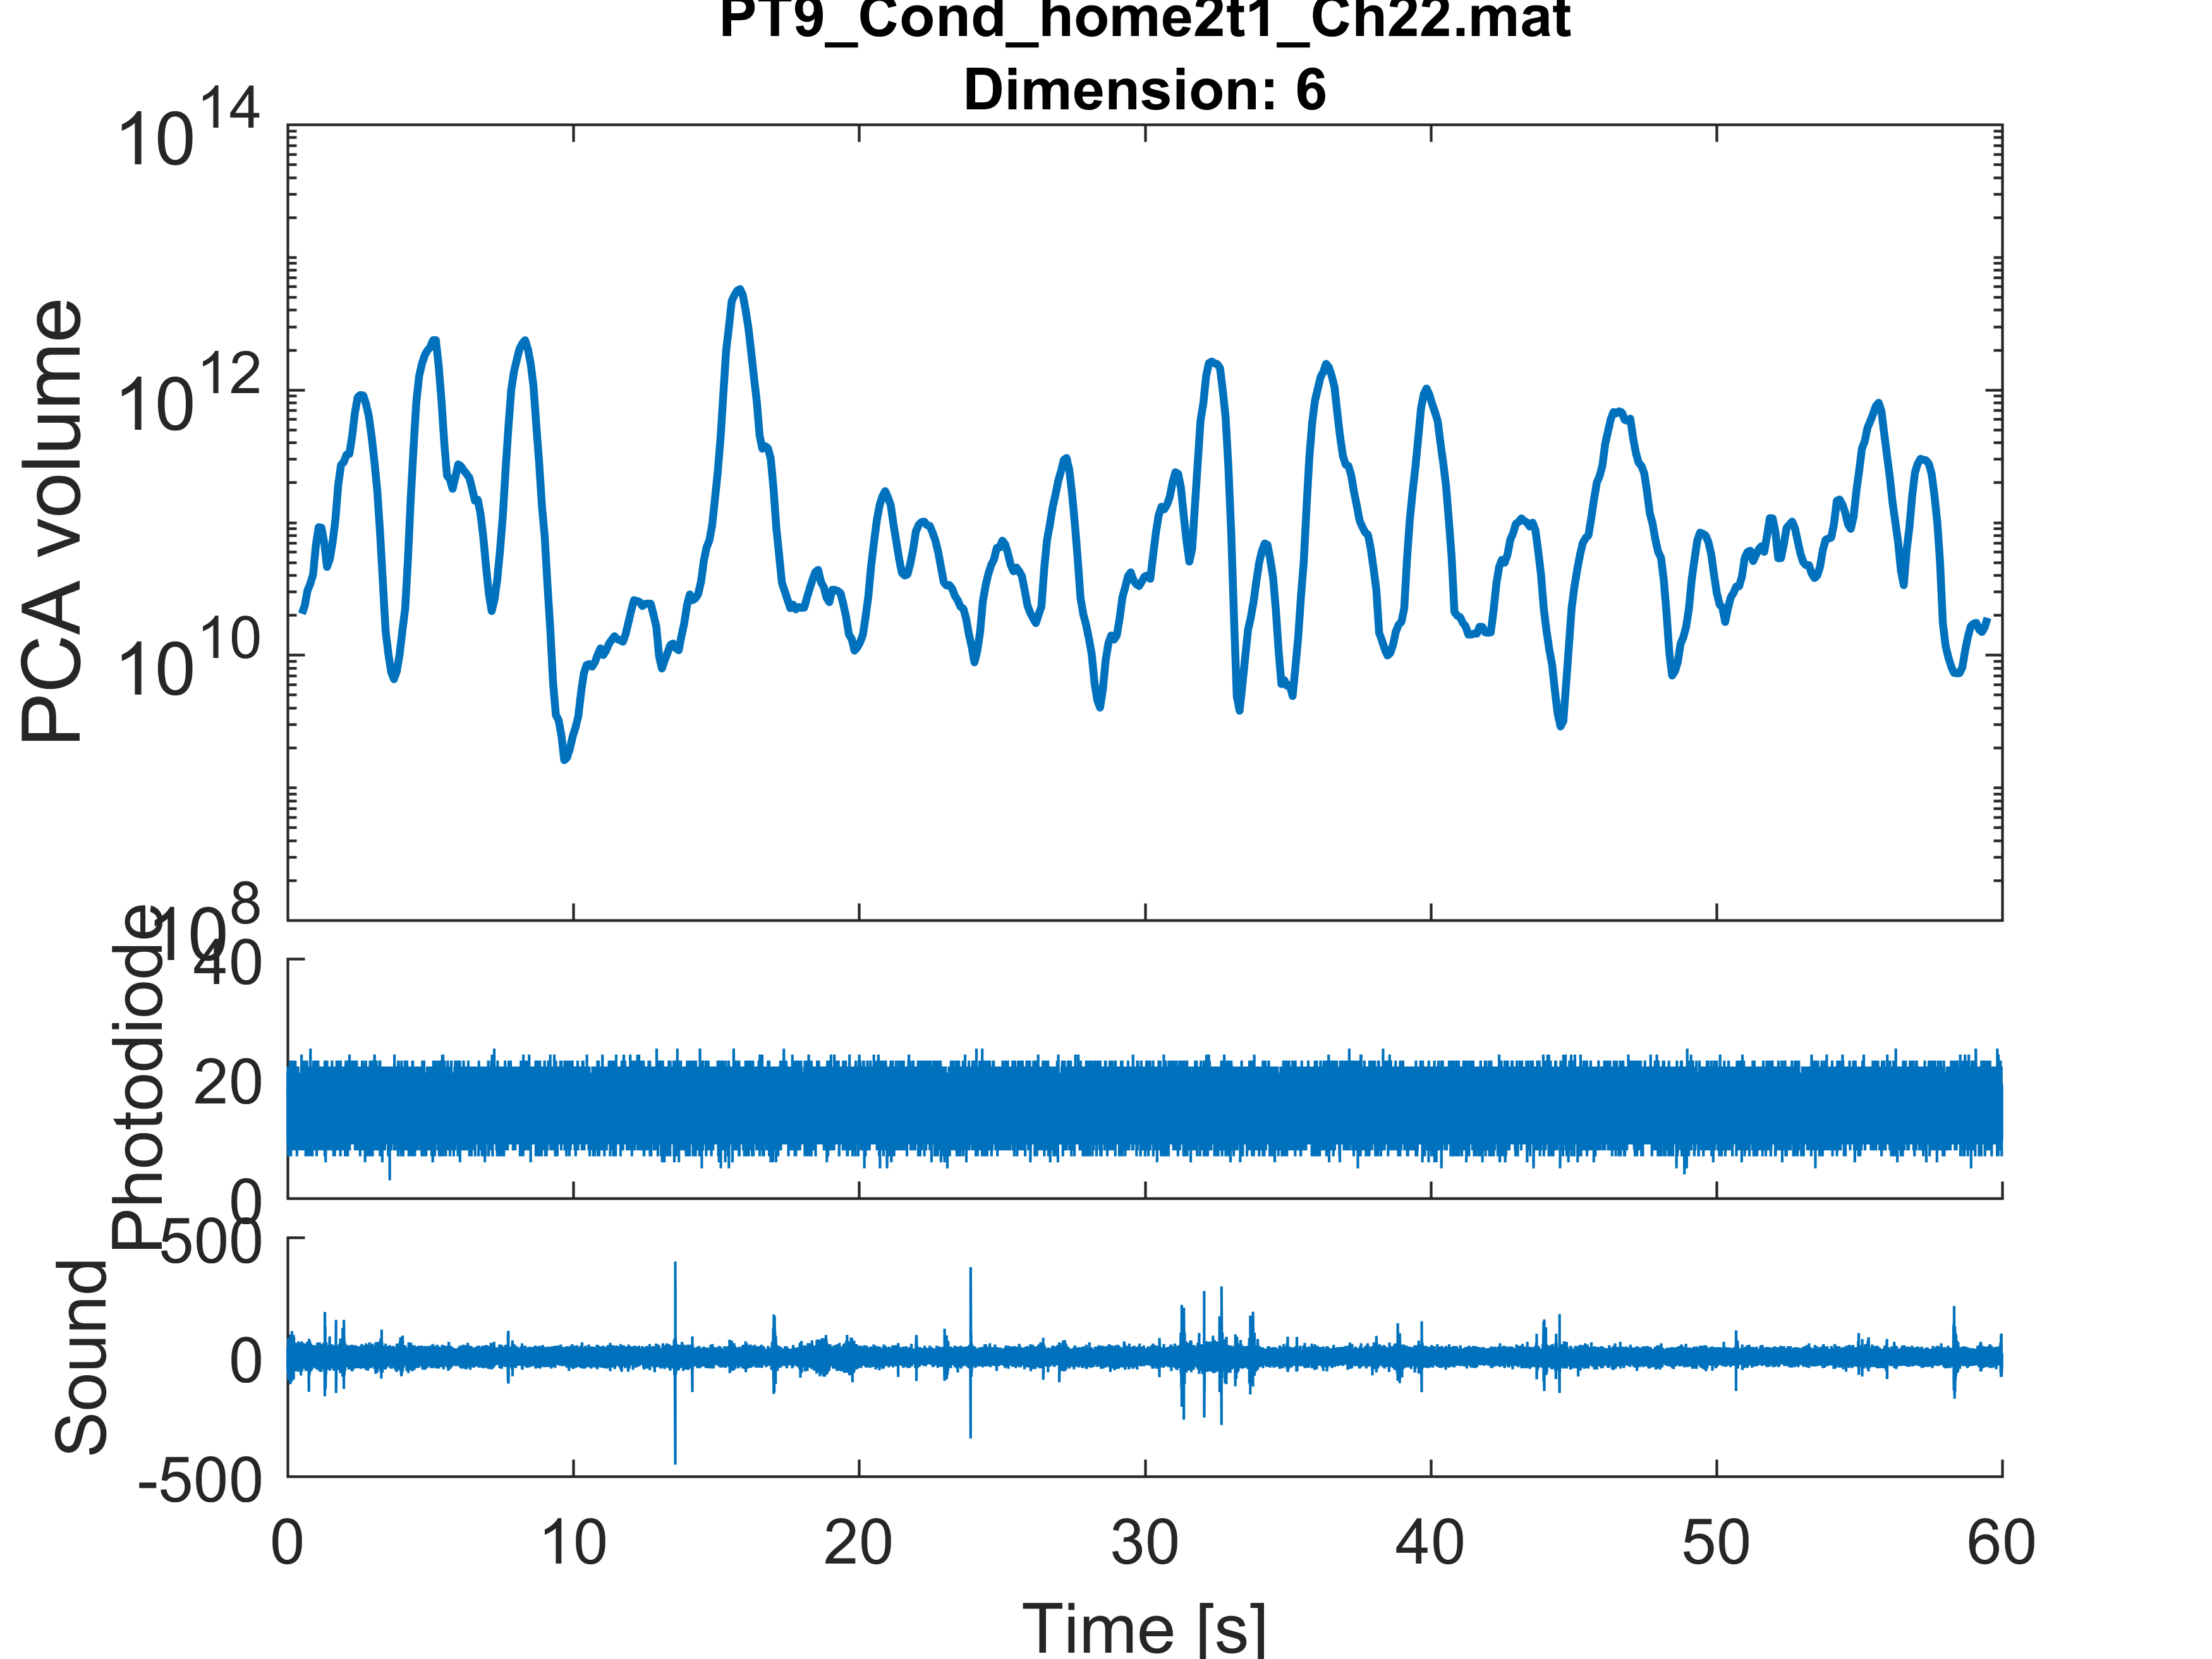 PT9_Cond_home2t1_Ch22.mat
Dimension: 6
PCA volume
10^14
10^12
10^10
10^8
Photodiode
40
20
0
Sound
500
0
-500
0 10 20 30 40 50 60
Time [s]